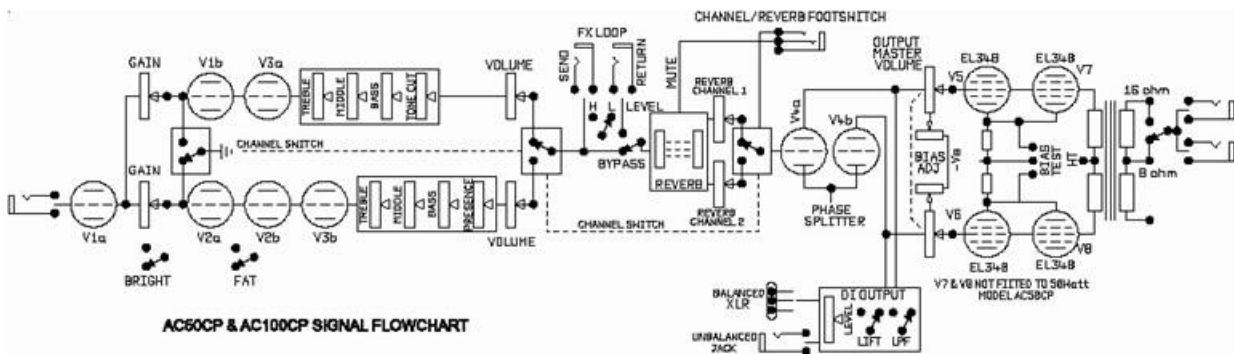 CHANNEL/REVERB FOOTSWITCH
FX LOOP
SEND
RETURN
MUTE
OUTPUT
MASTER
VOLUME
EL34B
EL34B
GAIN
V1b
V3a
TREBLE
MIDDLE
BASS
TONE CUT
VOLUME
H
L
LEVEL
REVERB
CHANNEL 1
V4a
V4b
V5
V7
16 ohm
CHANNEL SWITCH
BYPASS
REVERB
BIAS
ADJ
-Va
BIAS
TEST
HT
8 ohm
GAIN
V1a
V2a
V2b
V3b
TREBLE
MIDDLE
BASS
PRESENCE
VOLUME
REVERB
CHANNEL 2
CHANNEL SWITCH
PHASE
SPLITTER
V6
V8
EL34B
EL34B
BRIGHT
FAT
V7 & V8 NOT FIITED TO 50Watt
MODEL AC50CP
BALANCED
XLR
DI OUTPUT
LEVEL
LIFT
LPF
UNBALANCED
JACK
AC50CP & AC100CP SIGNAL FLOWCHART